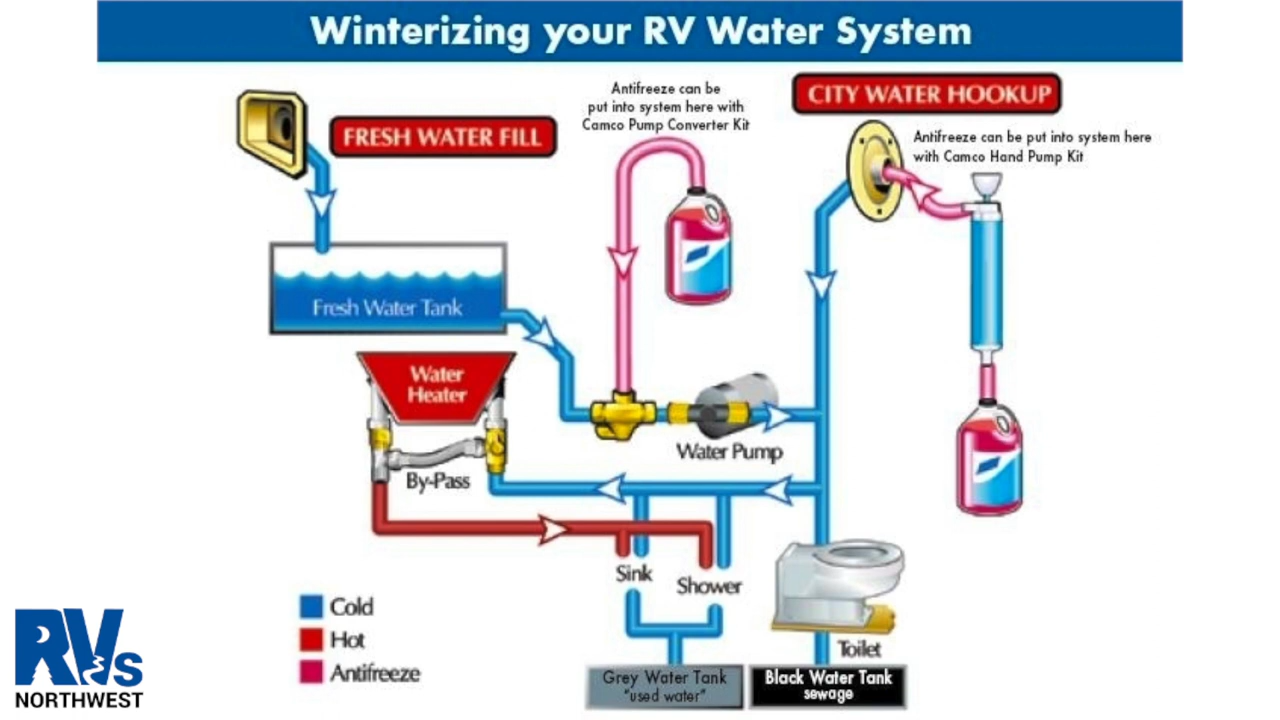 Winterizing your RV Water System
FRESH WATER FILL
Antifreeze can be
put into system here with
Camco Pump Converter Kit
CITY WATER HOOKUP
Antifreeze can be put into system here
with Camco Hand Pump Kit
Fresh Water Tank
Water
Heater
Water Pump
By-Pass
Sink
Shower
Toilet
Cold
Hot
Antifreeze
Grey Water Tank
"used water"
Black Water Tank
sewage
RVs
NORTHWEST